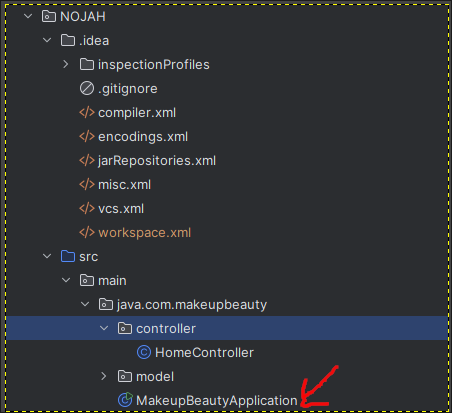 NOJAH
.idea
inspectionProfiles
.gitignore
compiler.xml
encodings.xml
jarRepositories.xml
misc.xml
vcs.xml
workspace.xml
src
main
java.com.makeupbeauty
controller
HomeController
model
MakeupBeautyApplication